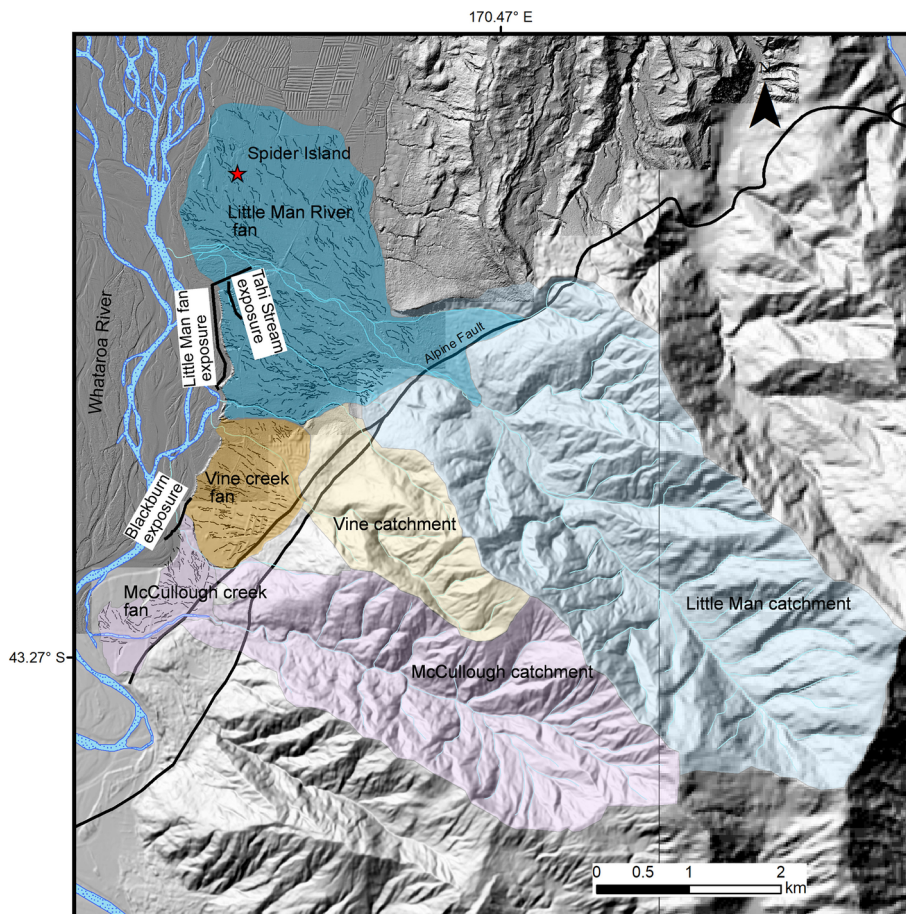 170.47° E
N
Spider Island
Little Man River
fan
Tahi Stream
exposure
Little Man fan
exposure
Whataroa River
Alpine Fault
Vine creek
fan
Blackburn
exposure
Vine catchment
McCullough creek
fan
Little Man catchment
43.27° S
McCullough catchment
0 0.5 1 2
km